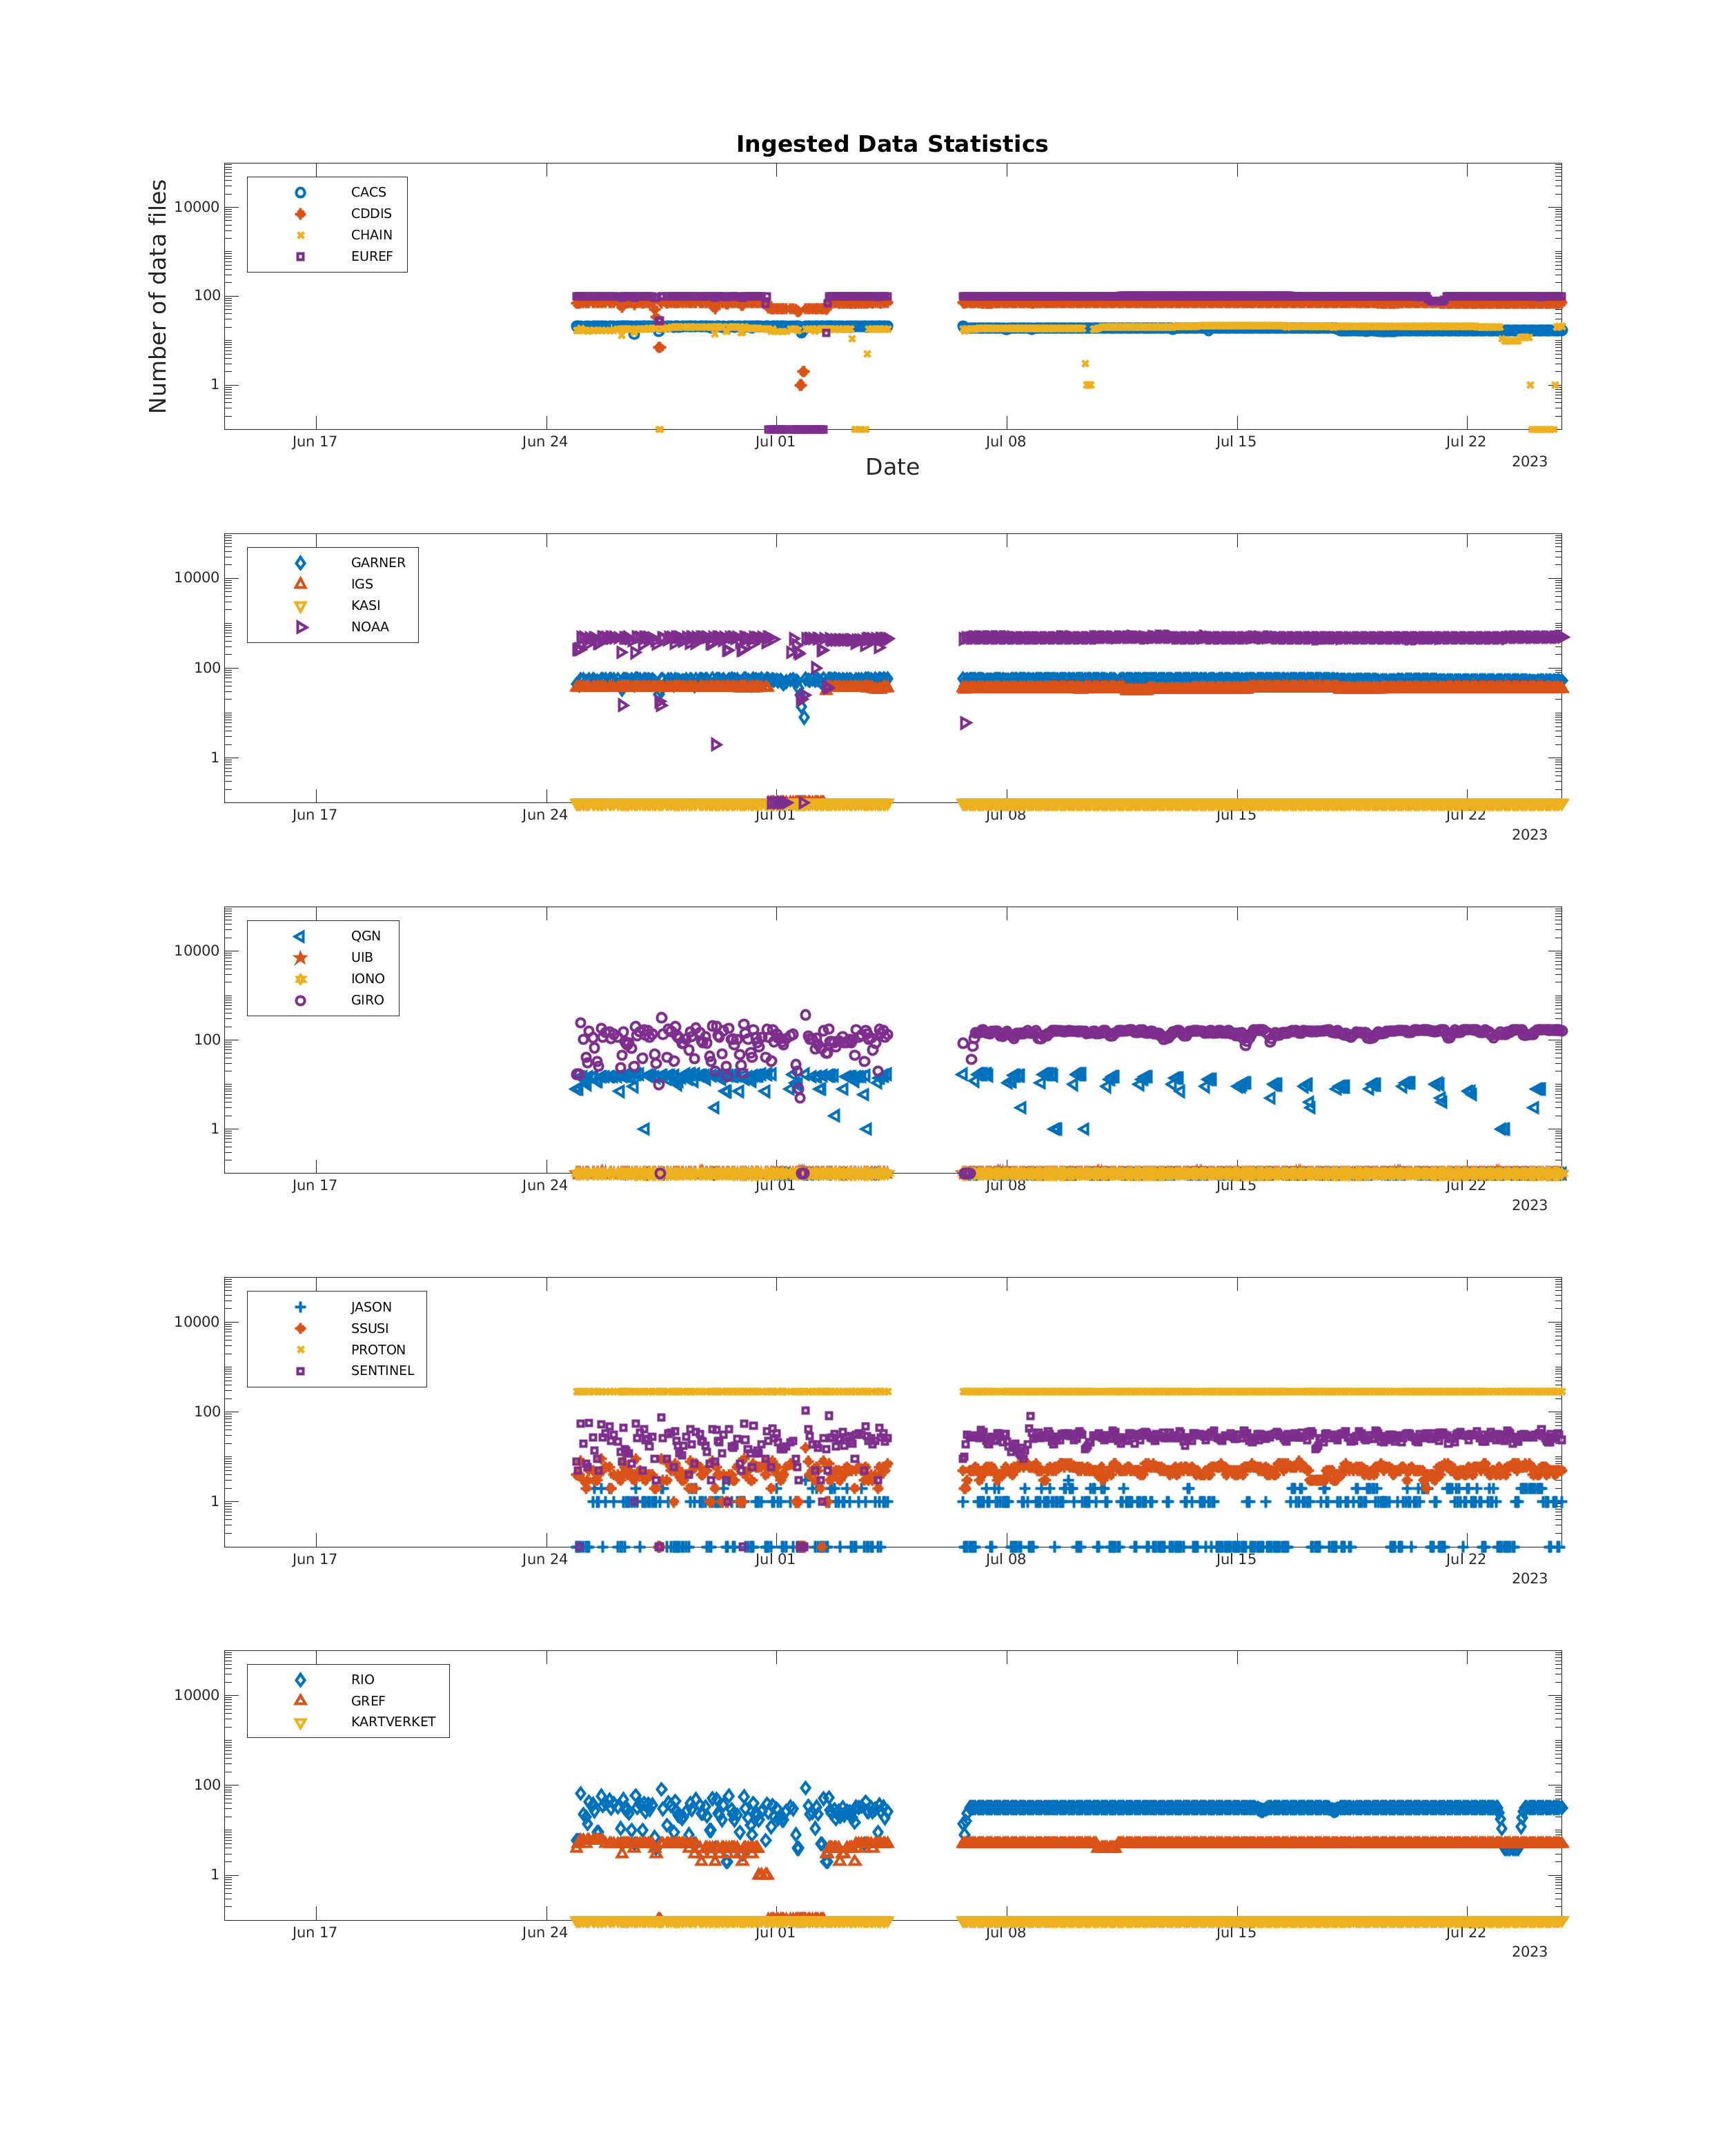 Ingested Data Statistics
Number of data files
10000
100
1
CACS
CDDIS
CHAIN
EUREF
Jun 17
Jun 24
Jul 01
Jul 08
Jul 15
Jul 22
2023
Date
10000
100
1
GARNER
IGS
KASI
NOAA
Jun 17
Jun 24
Jul 01
Jul 08
Jul 15
Jul 22
2023
10000
100
1
QGN
UIB
IONO
GIRO
Jun 17
Jun 24
Jul 01
Jul 08
Jul 15
Jul 22
2023
10000
100
1
JASON
SSUSI
PROTON
SENTINEL
Jun 17
Jun 24
Jul 01
Jul 08
Jul 15
Jul 22
2023
10000
100
1
RIO
GREF
KARTVERKET
Jun 17
Jun 24
Jul 01
Jul 08
Jul 15
Jul 22
2023